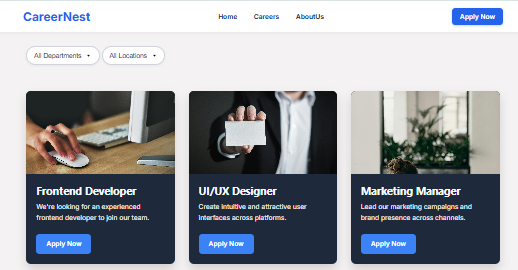 CareerNest
Home
Careers
AboutUs
Apply Now
All Departments
All Locations
Frontend Developer
We're looking for an experienced
frontend developer to join our team.
Apply Now
UI/UX Designer
Create intuitive and attractive user
interfaces across platforms.
Apply Now
Marketing Manager
Lead our marketing campaigns and
brand presence across channels.
Apply Now